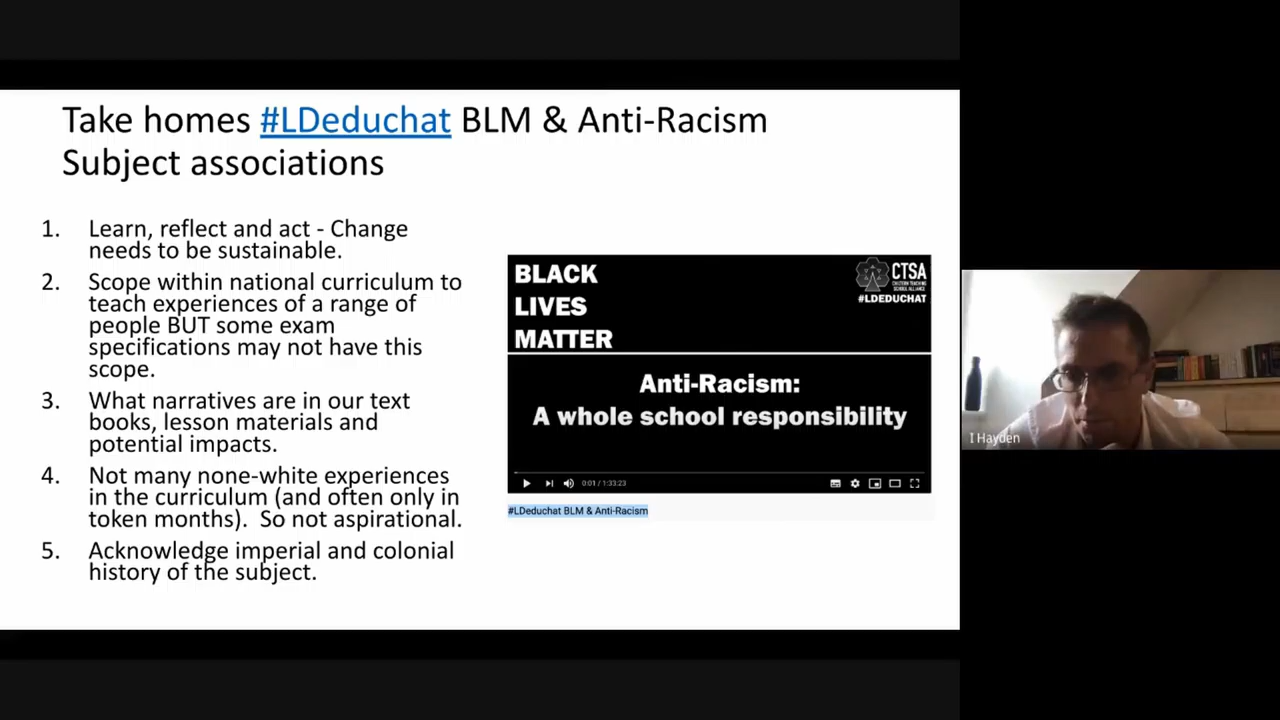 Take homes #LDeduchat BLM & Anti-Racism
Subject associations
1. Learn, reflect and act - Change
needs to be sustainable.
2. Scope within national curriculum to
teach experiences of a range of
people BUT some exam
specifications may not have this
scope.
3. What narratives are in our text
books, lesson materials and
potential impacts.
4. Not many none-white experiences
in the curriculum (and often only in
token months). So not aspirational.
5. Acknowledge imperial and colonial
history of the subject.
BLACK
LIVES
MATTER
CTSA
#LDEDUCHAT
Anti-Racism:
A whole school responsibility
0:01 / 1:33:23
#LDeduchat BLM & Anti-Racism
I Hayden